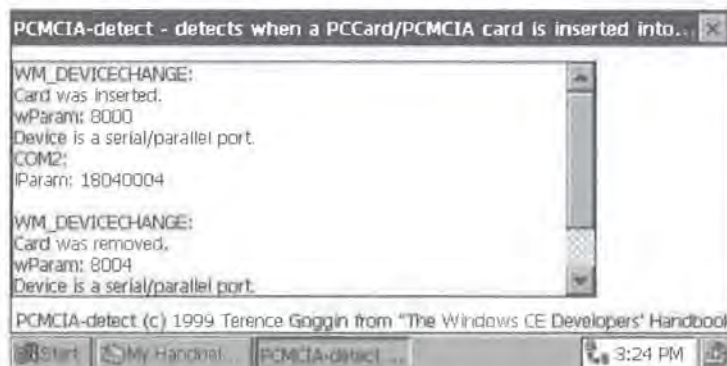 PCMCIA-detect - detects when a PCCard/PCMCIA card is inserted into...
WM_DEVICECHANGE:
Card was inserted.
wParam: 8000
Device is a serial/parallel port.
COM2:
lParam: 18040004
WM_DEVICECHANGE:
Card was removed.
wParam: 8004
Device is a serial/parallel port.
PCMCIA-detect (c) 1999 Terence Goggin from "The Windows CE Developers' Handbool
Start My Handhel... PCMCIA-detect ... 3:24 PM